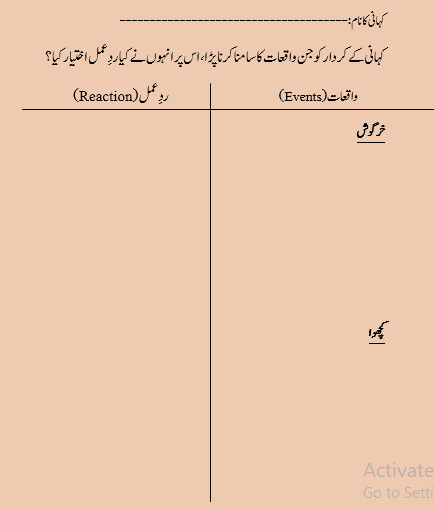 کہانی کا نام:--------------------------------------
کہانی کے کردار کو جن واقعات کا سامنا کرنا پڑا، اس پر انہوں نے کیا ردِ عمل اختیار کیا؟
واقعات (Events) ردِ عمل (Reaction)
خرگوش
کچھوا
Activate
Go to Setti